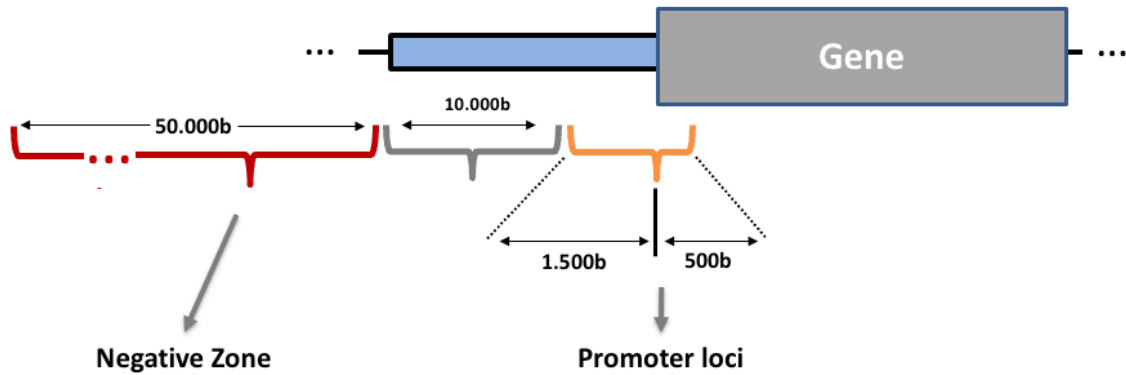 ... Gene ...
10.000b
50.000b
...
1.500b 500b
Negative Zone Promoter loci